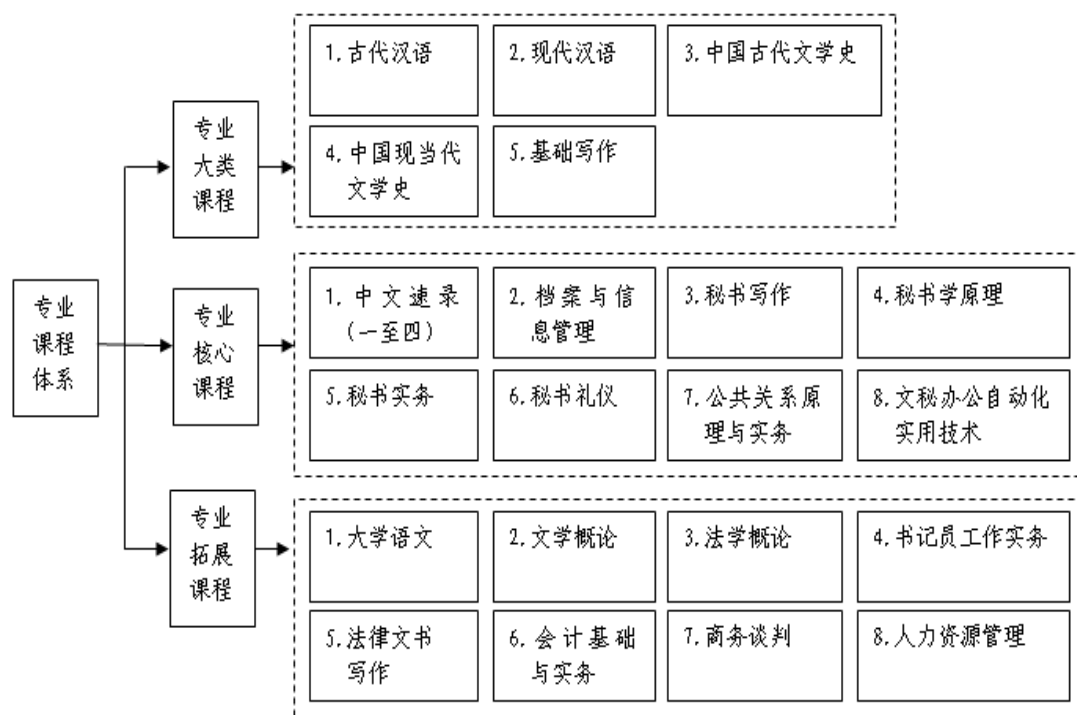 专业
课程
体系
专业
大类
课程
1.古代汉语
2.现代汉语
3.中国古代文学史
4.中国现当代
文学史
5.基础写作
专业
核心
课程
1.中文速录
(一至四)
2.档案与信
息管理
3.秘书写作
4.秘书学原理
5.秘书实务
6.秘书礼仪
7.公共关系原
理与实务
8.文秘办公自动化
实用技术
专业
拓展
课程
1.大学语文
2.文学概论
3.法学概论
4.书记员工作实务
5.法律文书
写作
6.会计基础
与实务
7.商务谈判
8.人力资源管理